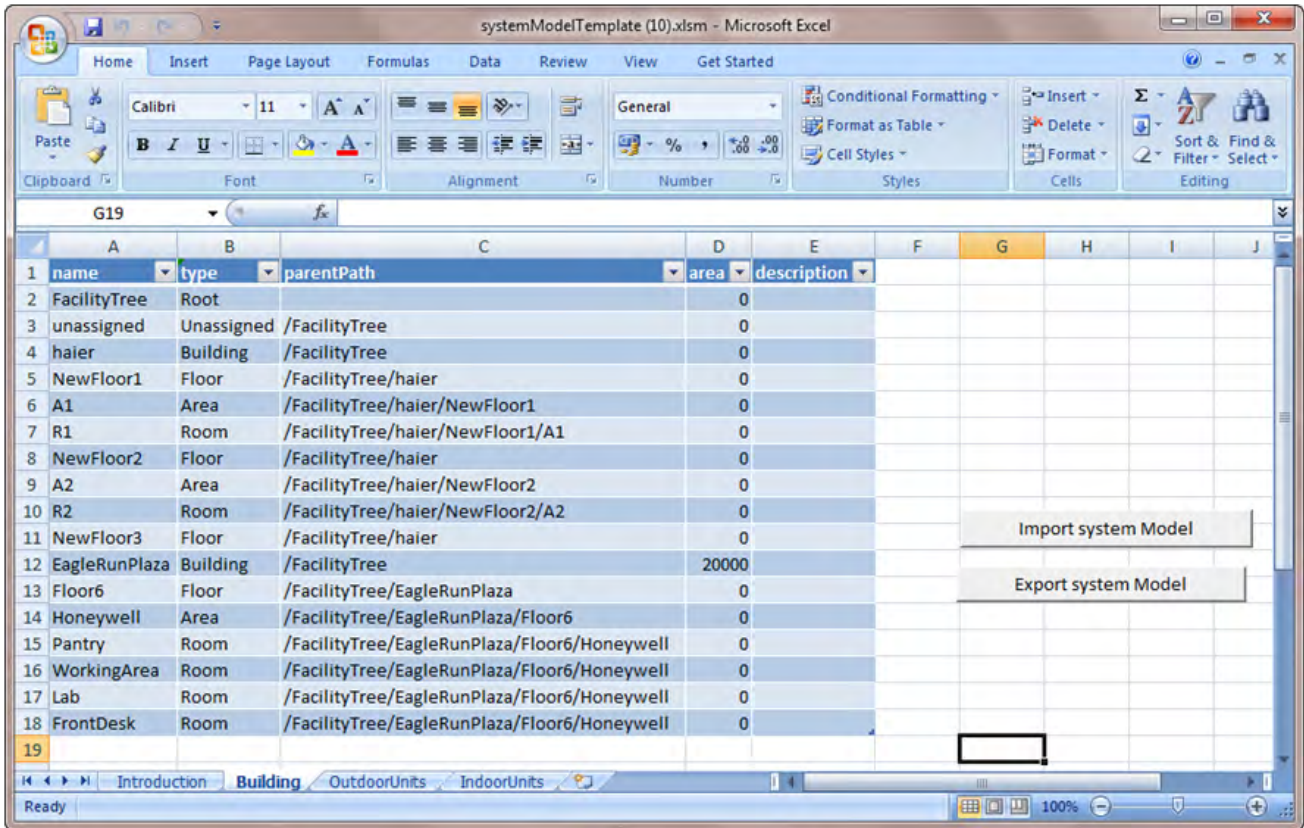 systemModelTemplate (10).xlsm - Microsoft Excel
Home Insert Page Layout Formulas Data Review View Get Started
Calibri 11 A A General Conditional Formatting Insert Σ
Paste B I U A % , .0 .00 .00 .0 Format as Table Delete Sort & Find &
Cell Styles Format Filter Select
Clipboard Font Alignment Number Styles Cells Editing
G19 fx
A B C D E F G H I J
1 name type parentPath area description
2 FacilityTree Root 0
3 unassigned Unassigned /FacilityTree 0
4 haier Building /FacilityTree 0
5 NewFloor1 Floor /FacilityTree/haier 0
6 A1 Area /FacilityTree/haier/NewFloor1 0
7 R1 Room /FacilityTree/haier/NewFloor1/A1 0
8 NewFloor2 Floor /FacilityTree/haier 0
9 A2 Area /FacilityTree/haier/NewFloor2 0
10 R2 Room /FacilityTree/haier/NewFloor2/A2 0
Import system Model
11 NewFloor3 Floor /FacilityTree/haier 0
12 EagleRunPlaza Building /FacilityTree 20000
Export system Model
13 Floor6 Floor /FacilityTree/EagleRunPlaza 0
14 Honeywell Area /FacilityTree/EagleRunPlaza/Floor6 0
15 Pantry Room /FacilityTree/EagleRunPlaza/Floor6/Honeywell 0
16 WorkingArea Room /FacilityTree/EagleRunPlaza/Floor6/Honeywell 0
17 Lab Room /FacilityTree/EagleRunPlaza/Floor6/Honeywell 0
18 FrontDesk Room /FacilityTree/EagleRunPlaza/Floor6/Honeywell 0
19
Introduction Building OutdoorUnits IndoorUnits
Ready 100%